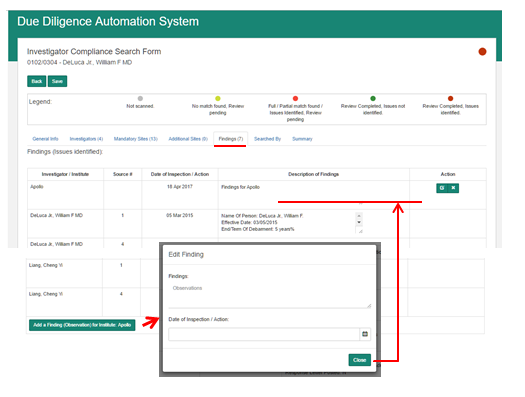 Due Diligence Automation System
Investigator Compliance Search Form
0102/0304 - DeLuca Jr., William F MD
Back Save
Legend:
Not scanned.
No match found, Review pending
Full / Partial match found / Issues Identified, Review pending
Review Completed, Issues not identified.
Review Completed, Issues identified.
General Info Investigators (4) Mandatory Sites (13) Additional Sites (0) Findings (7) Searched By Summary
Findings (Issues identified):
Investigator / Institute Source # Date of Inspection / Action Description of Findings Action
Apollo 18 Apr 2017 Findings for Apollo
DeLuca Jr, William F MD 1 05 Mar 2015 Name Of Person: DeLuca Jr., William F.
Effective Date: 03/05/2015
End/Term Of Debarment: 5 years%
DeLuca Jr, William F MD 4
Liang, Cheng Yi 1
Liang, Cheng Yi 4
Add a Finding (Observation) for Institute: Apollo
Edit Finding
Findings
Observations
Date of Inspection / Action:
Close